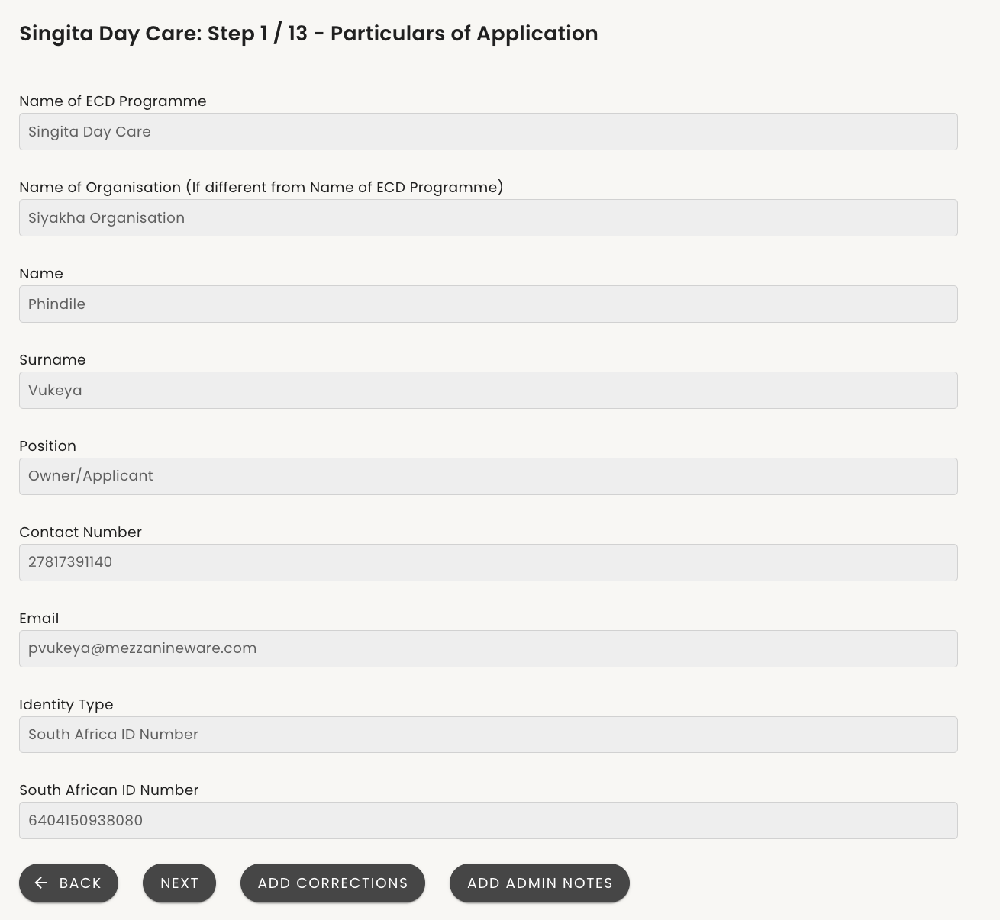 Singita Day Care: Step 1 / 13 - Particulars of Application
Name of ECD Programme
Singita Day Care
Name of Organisation (If different from Name of ECD Programme)
Siyakha Organisation
Name
Phindile
Surname
Vukeya
Position
Owner/Applicant
Contact Number
27817391140
Email
pvukeya@mezzanineware.com
Identity Type
South Africa ID Number
South African ID Number
6404150938080
BACK NEXT ADD CORRECTIONS ADD ADMIN NOTES